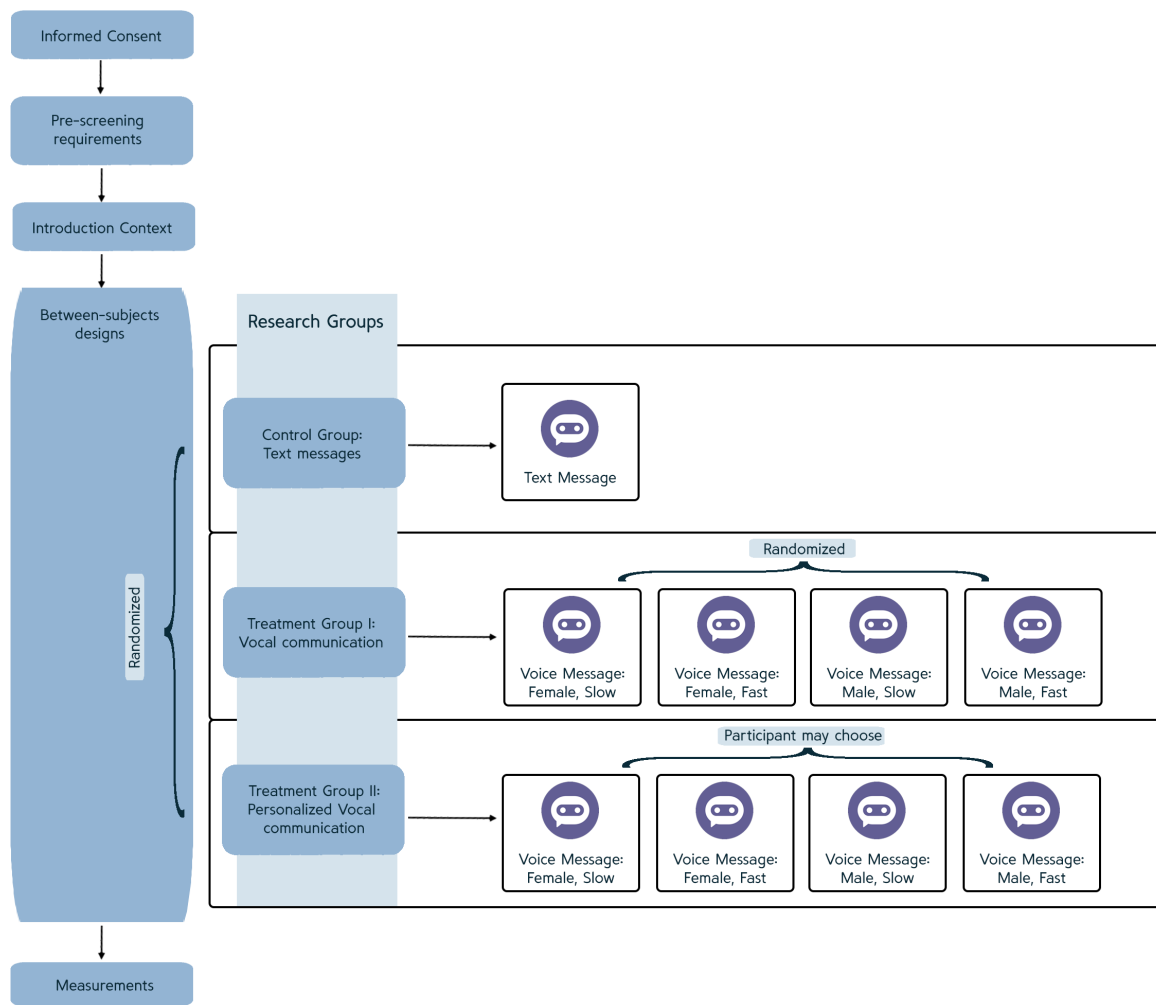 Informed Consent
Pre-screening
requirements
Introduction Context
Between-subjects
designs
Randomized
Research Groups
Control Group:
Text messages
Text Message
Treatment Group I:
Vocal communication
Randomized
Voice Message:
Female, Slow
Voice Message:
Female, Fast
Voice Message:
Male, Slow
Voice Message:
Male, Fast
Treatment Group II:
Personalized Vocal
communication
Participant may choose
Voice Message:
Female, Slow
Voice Message:
Female, Fast
Voice Message:
Male, Slow
Voice Message:
Male, Fast
Measurements